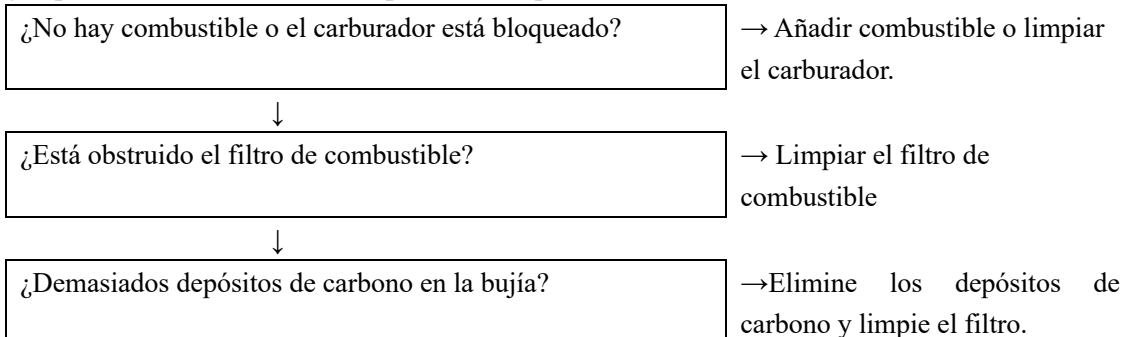 ¿No hay combustible o el carburador está bloqueado?
→ Añadir combustible o limpiar
el carburador.
↓
¿Está obstruido el filtro de combustible?
→ Limpiar el filtro de
combustible
↓
¿Demasiados depósitos de carbono en la bujía?
→Elimine los depósitos de
carbono y limpie el filtro.